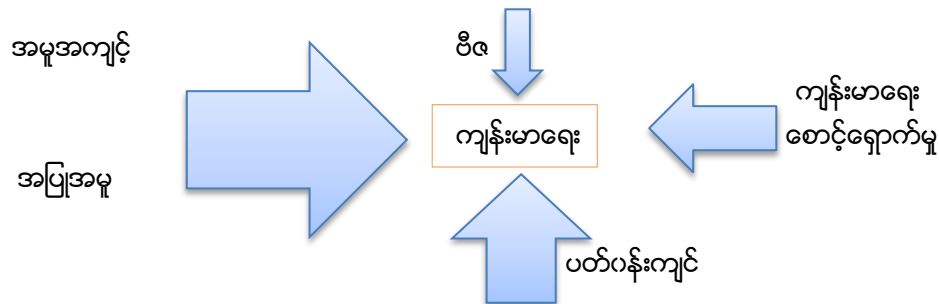 အမူအကျင့်
အပြုအမူ
ဗီဇ
ကျန်းမာရေး
ကျန်းမာရေး
စောင့်ရှောက်မှု
ပတ်ဝန်းကျင်